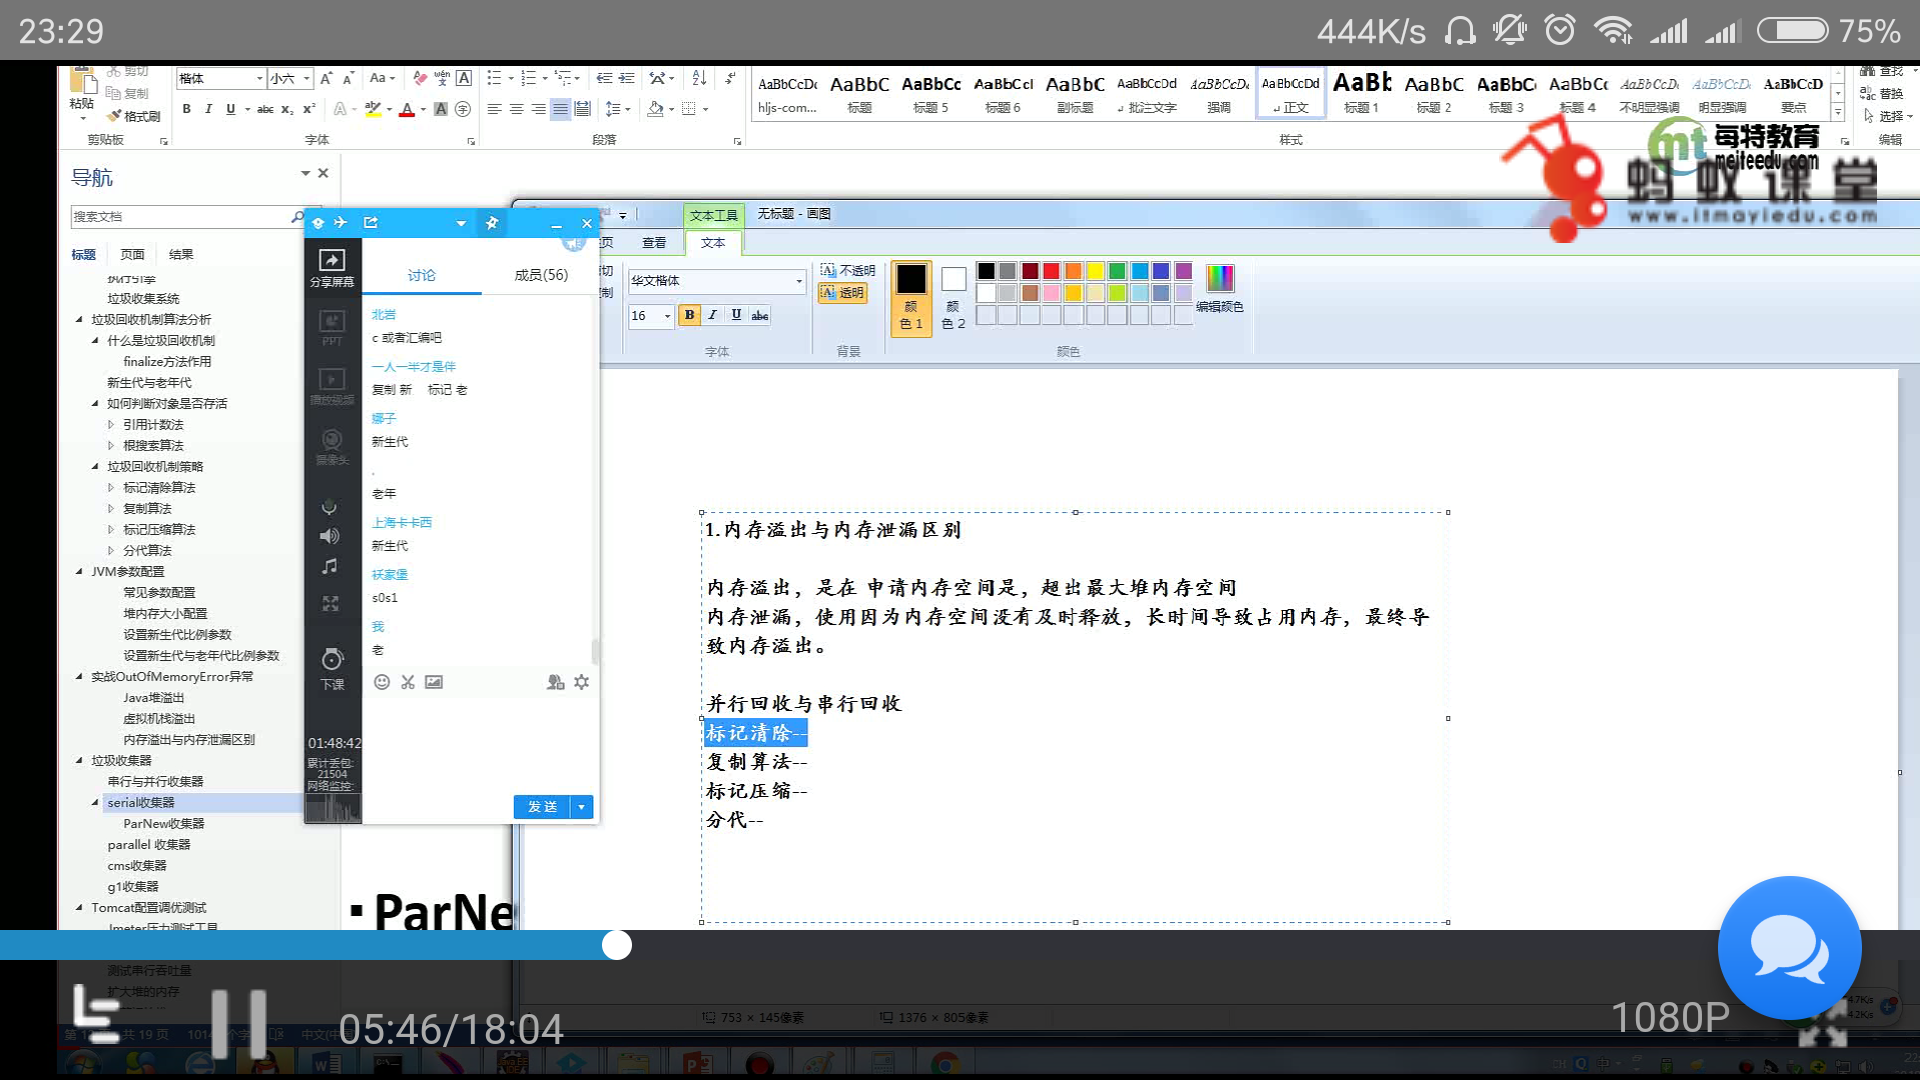 23:29
444K/s
75%
剪切
粘贴
复制
格式刷
剪贴板
楷体
小六
字体
段落
AaBbCcDc
hljs-com...
AaBbC
标题
AaBbCc
标题 5
AaBbCcl
标题 6
AaBbC
副标题
AaBbCcDd
批注文字
AaBbCcDd.
强调
AaBbCcDd
正文
AaBb
标题 1
AaBbC
标题 2
AaBbC
标题 3
AaBbCc
标题 4
AaBbCcD.
不明显强调
AaBbCcD.
明显强调
AaBbCcD
要点
样式
查找
替换
选择
编辑
每特教育
meiteedu.com
蚂蚁课堂
www.itmayiedu.com
导航
搜索文档
标题
页面
结果
执行引擎
垃圾收集系统
垃圾回收机制算法分析
什么是垃圾回收机制
finalize方法作用
新生代与老年代
如何判断对象是否存活
引用计数法
根搜索算法
垃圾回收机制策略
标记清除算法
复制算法
标记压缩算法
分代算法
JVM参数配置
常见参数配置
堆内存大小配置
设置新生代比例参数
设置新生代与老年代比例参数
实战OutOfMemoryError异常
Java堆溢出
虚拟机栈溢出
内存溢出与内存泄漏区别
垃圾收集器
串行与并行收集器
serial收集器
ParNew收集器
parallel 收集器
cms收集器
g1收集器
Tomcat配置调优测试
Jmeter压力测试工具
测试串行吞吐量
扩大堆的内存
分享屏幕
PPT
播放视频
摄像头
下课
01:48:42
累计丢包:
21504
网络监控:
讨论
成员(56)
北岩
c 或者汇编吧
一人一半才是伴
复制 新 标记 老
娜子
新生代
.
老年
上海卡卡西
新生代
袄家堡
s0s1
我
老
发送
文本工具
无标题 - 画图
查看
文本
华文楷体
16
B I U abc
字体
不透明
透明
背景
颜
色 1
颜
色 2
编辑颜色
颜色
1.内存溢出与内存泄漏区别
内存溢出，是在 申请内存空间是，超出最大堆内存空间
内存泄漏，使用因为内存空间没有及时释放，长时间导致占用内存，最终导
致内存溢出。
并行回收与串行回收
标记清除--
复制算法--
标记压缩--
分代--
ParNe
753 × 145像素
1376 × 805像素
05:46/18:04
1080P
共 19 页